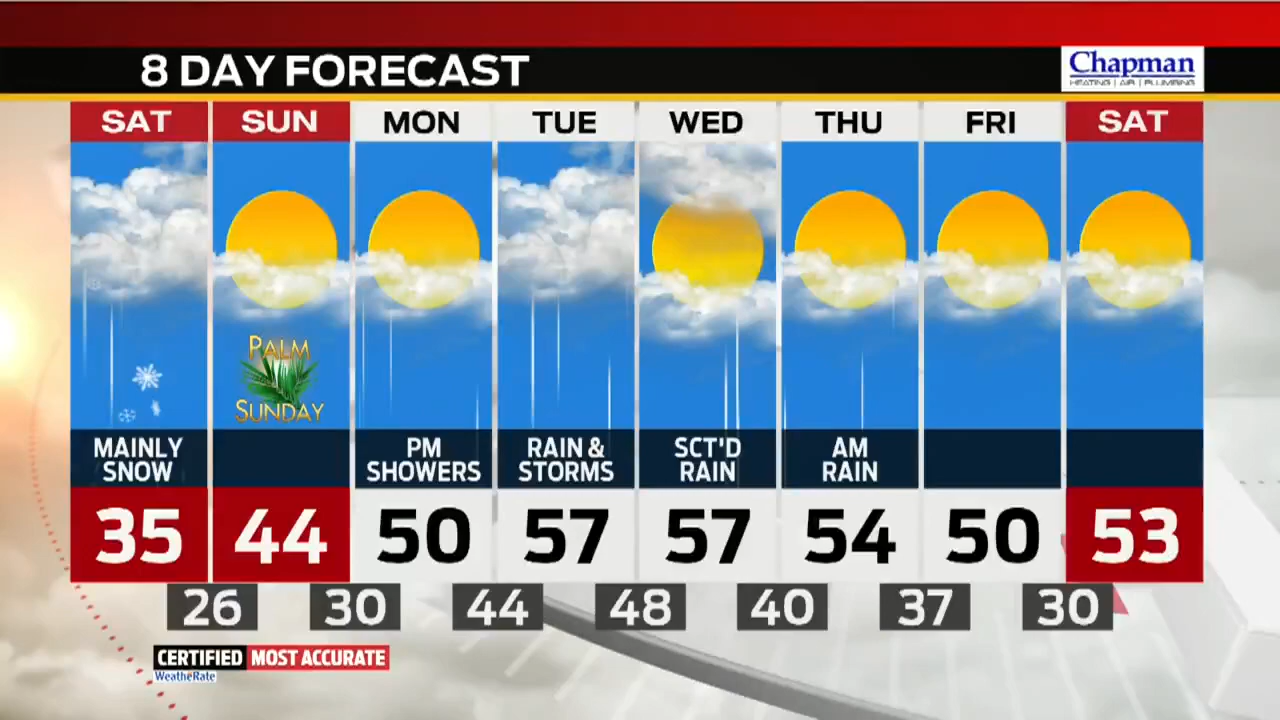 8 DAY FORECAST
Chapman
HEATING | AIR | PLUMBING
SAT SUN MON TUE WED THU FRI SAT
PALM
SUNDAY
MAINLY
SNOW
PM
SHOWERS
RAIN &
STORMS
SCT'D
RAIN
AM
RAIN
35 44 50 57 57 54 50 53
26 30 44 48 40 37 30
CERTIFIED MOST ACCURATE
WeatheRate